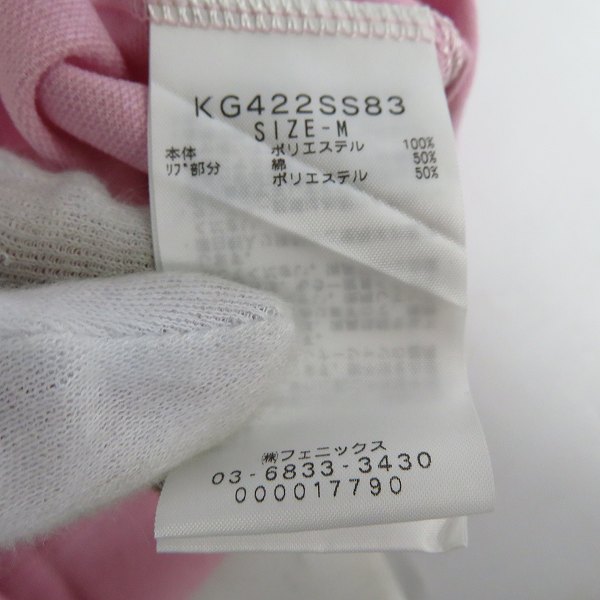 KG422SS83
SIZE-M
本体 ポリエステル 100%
ﾘﾌﾞ部分 綿 50%
ポリエステル 50%
㈱フェニックス
03-6833-3430
000017790